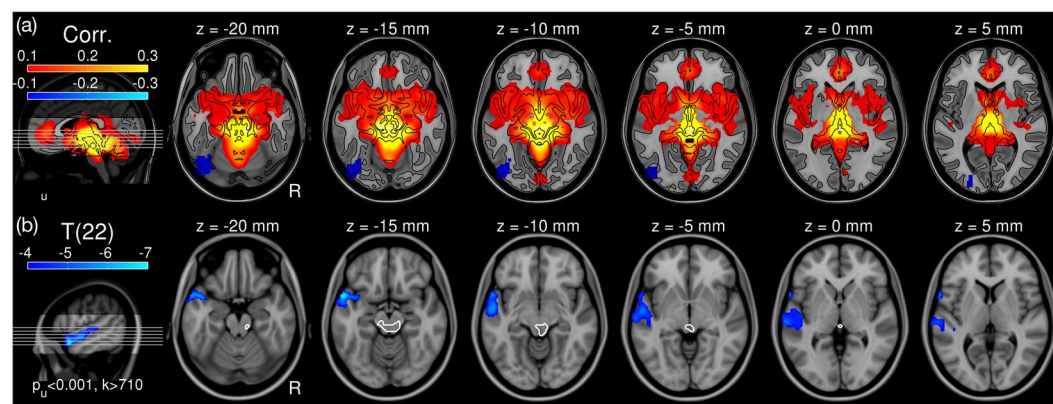 (a)
Corr.
0.1 0.2 0.3
-0.1 -0.2 -0.3
u
z = -20 mm
R
z = -15 mm
z = -10 mm
z = -5 mm
z = 0 mm
z = 5 mm
(b)
T(22)
-4 -5 -6 -7
pu<0.001, k>710
z = -20 mm
R
z = -15 mm
z = -10 mm
z = -5 mm
z = 0 mm
z = 5 mm